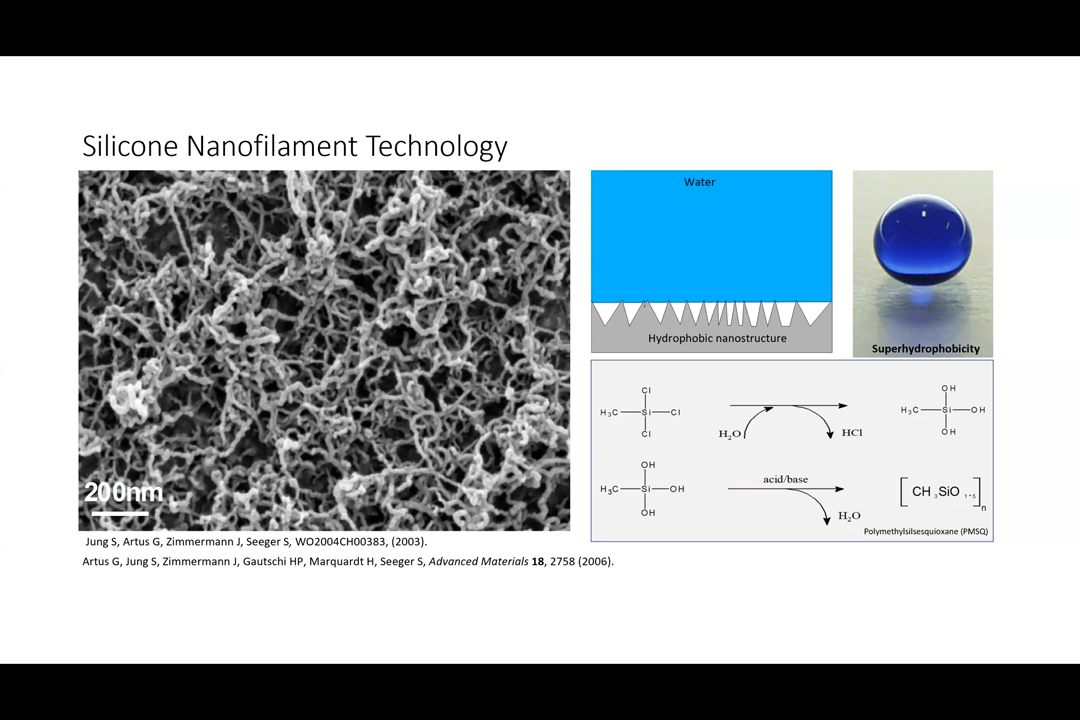 Silicone Nanofilament Technology
200nm
Water
Hydrophobic nanostructure
Superhydrophobicity
Cl
H₃C Si Cl
Cl
H₂O
HCl
OH
H₃C Si OH
OH
OH
H₃C Si OH
OH
acid/base
H₂O
[CH₃SiO₁.₅]n
Polymethylsilsesquioxane (PMSQ)
Jung S, Artus G, Zimmermann J, Seeger S, WO2004CH00383, (2003).
Artus G, Jung S, Zimmermann J, Gautschi HP, Marquardt H, Seeger S, Advanced Materials 18, 2758 (2006).